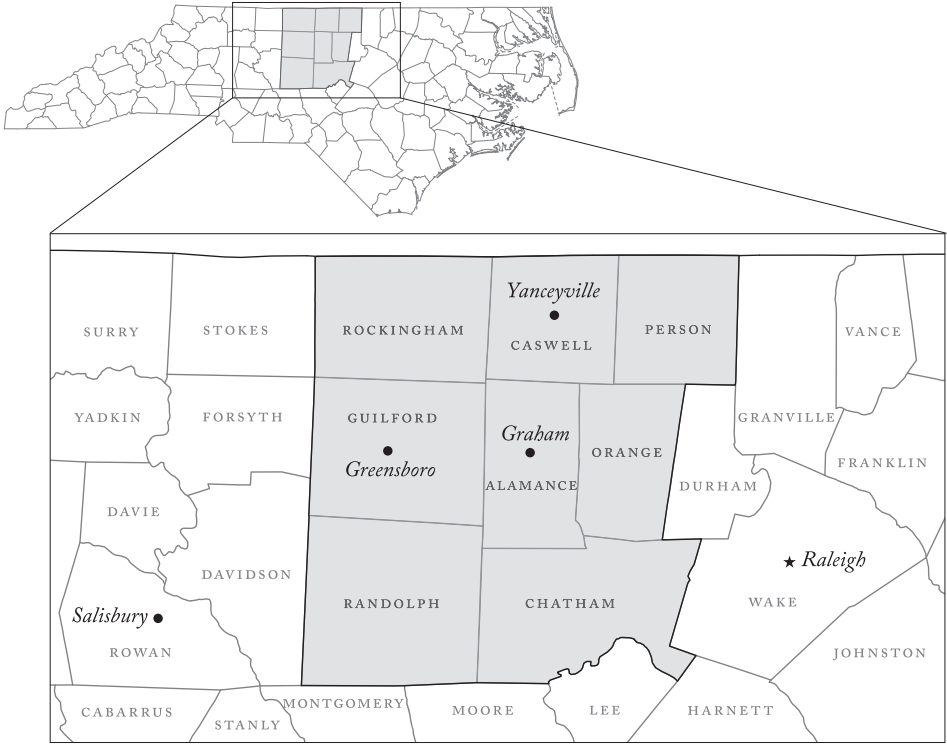 Yanceyville
SURRY
STOKES
ROCKINGHAM
CASWELL
PERSON
VANCE
YADKIN
FORSYTH
GUILFORD
GRANVILLE
Graham
Greensboro
ORANGE
FRANKLIN
ALAMANCE
DURHAM
DAVIE
Raleigh
DAVIDSON
RANDOLPH
CHATHAM
WAKE
Salisbury
ROWAN
JOHNSTON
CABARRUS
STANLY
MONTGOMERY
MOORE
LEE
HARNETT